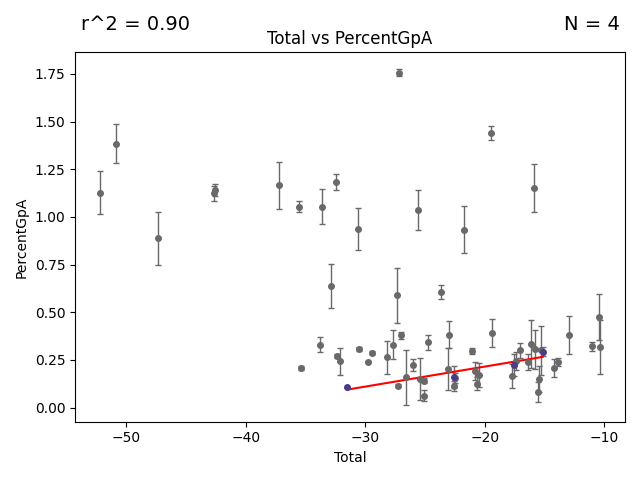 r^2 = 0.90
N = 4
Total vs PercentGpA
PercentGpA
1.75
1.50
1.25
1.00
0.75
0.50
0.25
0.00
−50
−40
−30
−20
−10
Total